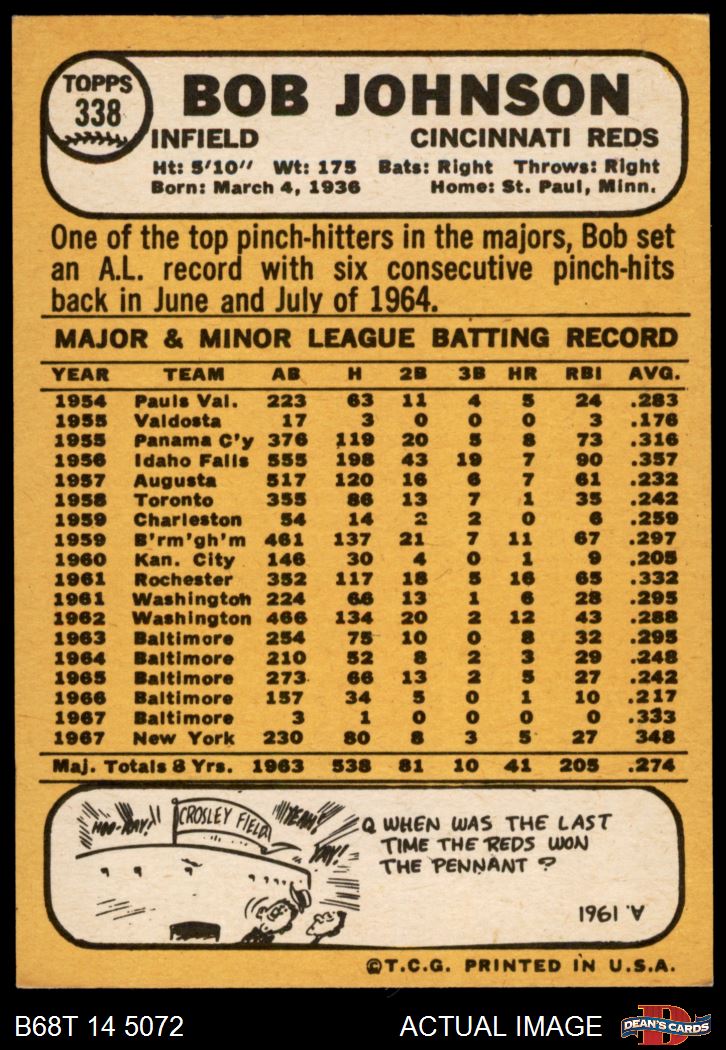 TOPPS
338
BOB JOHNSON
INFIELD CINCINNATI REDS
Ht: 5'10" Wt: 175 Bats: Right Throws: Right
Born: March 4, 1936 Home: St. Paul, Minn.
One of the top pinch-hitters in the majors, Bob set
an A.L. record with six consecutive pinch-hits
back in June and July of 1964.
MAJOR & MINOR LEAGUE BATTING RECORD
YEAR TEAM AB H 2B 3B HR RBI AVG.
1954 Pauls Val. 223 63 11 4 5 24 .283
1955 Valdosta 17 3 0 0 0 3 .176
1955 Panama C'y 376 119 20 5 8 73 .316
1956 Idaho Falls 555 198 43 19 7 90 .357
1957 Augusta 517 120 16 6 7 61 .232
1958 Toronto 355 86 13 7 1 35 .242
1959 Charleston 54 14 2 2 0 6 .259
1959 B'rm'gh'm 461 137 21 7 11 67 .297
1960 Kan. City 146 30 4 0 1 9 .205
1961 Rochester 352 117 18 5 16 65 .332
1961 Washington 224 66 13 1 6 28 .295
1962 Washington 466 134 20 2 12 43 .288
1963 Baltimore 254 75 10 0 8 32 .295
1964 Baltimore 210 52 8 2 3 29 .248
1965 Baltimore 273 66 13 2 5 27 .242
1966 Baltimore 157 34 5 0 1 10 .217
1967 Baltimore 3 1 0 0 0 0 .333
1967 New York 230 80 8 3 5 27 348
Maj. Totals 8 Yrs. 1963 538 81 10 41 205 .274
HOO-RAY! CROSLEY FIELD YEAH!
YAY!
Q WHEN WAS THE LAST
TIME THE REDS WON
THE PENNANT ?
A. 1961
©T.C.G. PRINTED IN U.S.A.
B68T 14 5072 ACTUAL IMAGE
D
DEAN'S CARDS